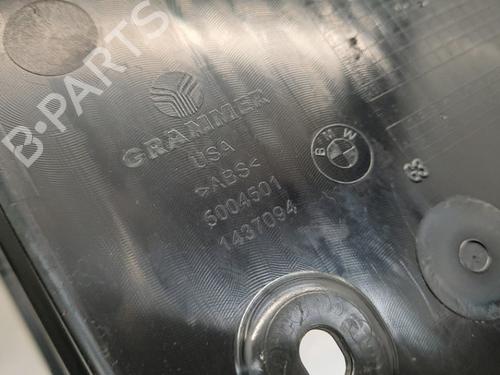 B-PARTS
GRAMMER
USA
>ABS<
6004501
1437094
BMW